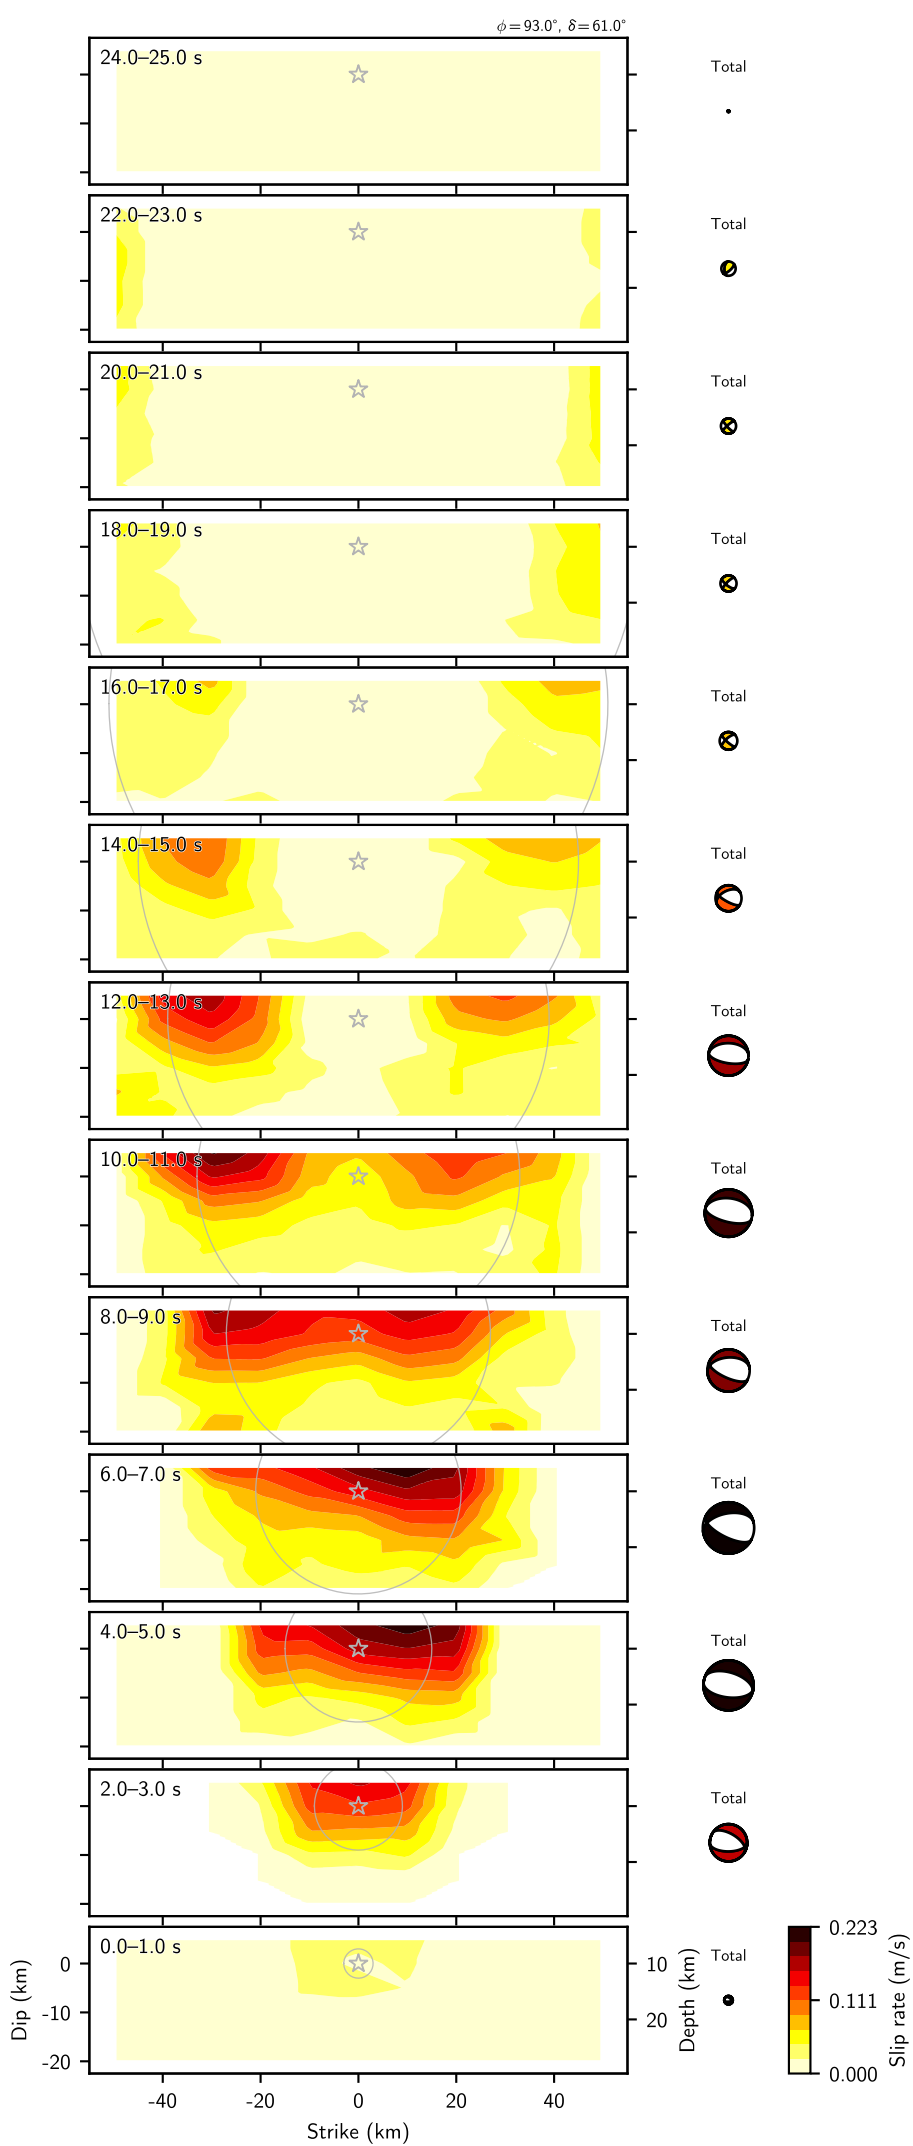 ϕ = 93.0°, δ = 61.0°
24.0–25.0 s
Total
22.0–23.0 s
Total
20.0–21.0 s
Total
18.0–19.0 s
Total
16.0–17.0 s
Total
14.0–15.0 s
Total
12.0–13.0 s
Total
10.0–11.0 s
Total
8.0–9.0 s
Total
6.0–7.0 s
Total
4.0–5.0 s
Total
2.0–3.0 s
Total
0.0–1.0 s
Total
0
-10
-20
Dip (km)
10
20
Depth (km)
0.223
0.111
0.000
Slip rate (m/s)
-40 -20 0 20 40
Strike (km)